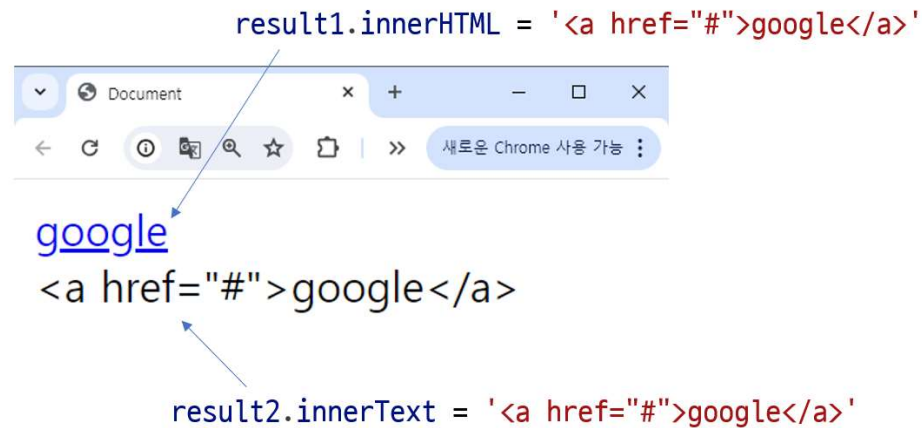 result1.innerHTML = '<a href="#">google</a>'
Document
새로운 Chrome 사용 가능
google
<a href="#">google</a>
result2.innerText = '<a href="#">google</a>'